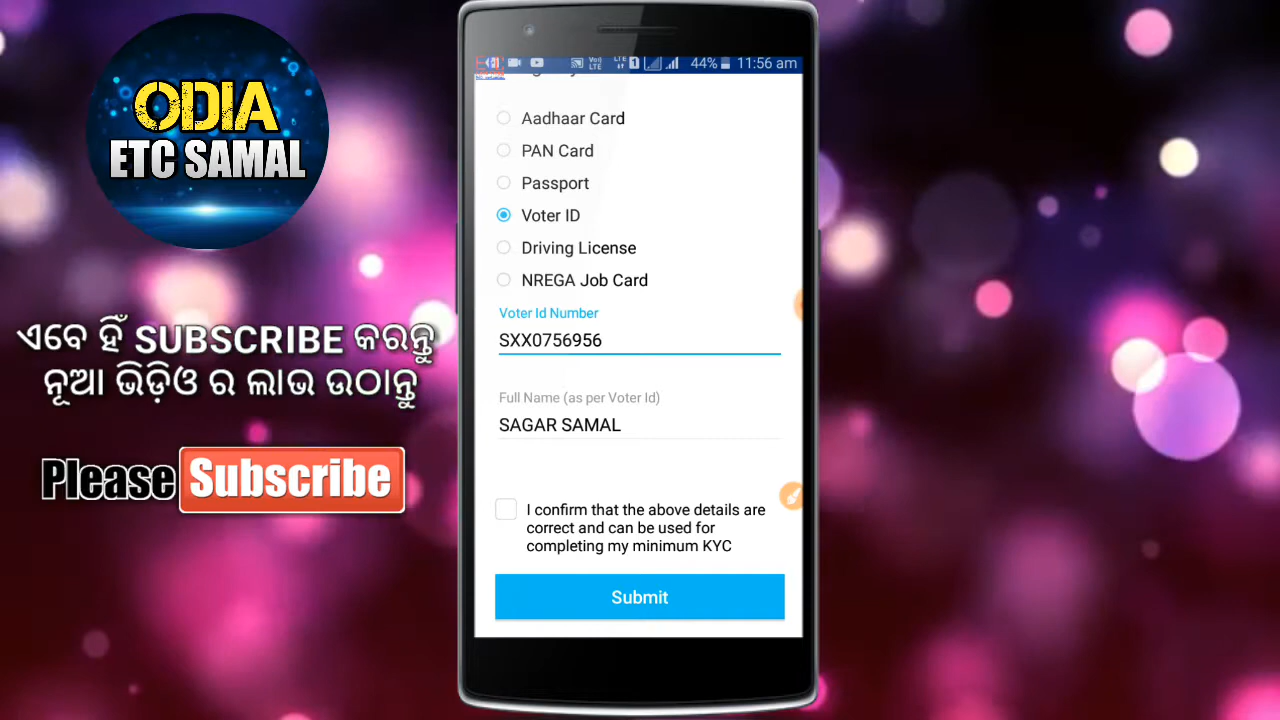 ODIA
ETC SAMAL
ଏବେ ହିଁ SUBSCRIBE କରନ୍ତୁ
ନୂଆ ଭିଡ଼ିଓ ର ଲାଭ ଉଠାନ୍ତୁ
Please Subscribe
44% 11:56 am
Aadhaar Card
PAN Card
Passport
Voter ID
Driving License
NREGA Job Card
Voter Id Number
SXX0756956
Full Name (as per Voter Id)
SAGAR SAMAL
I confirm that the above details are
correct and can be used for
completing my minimum KYC
Submit